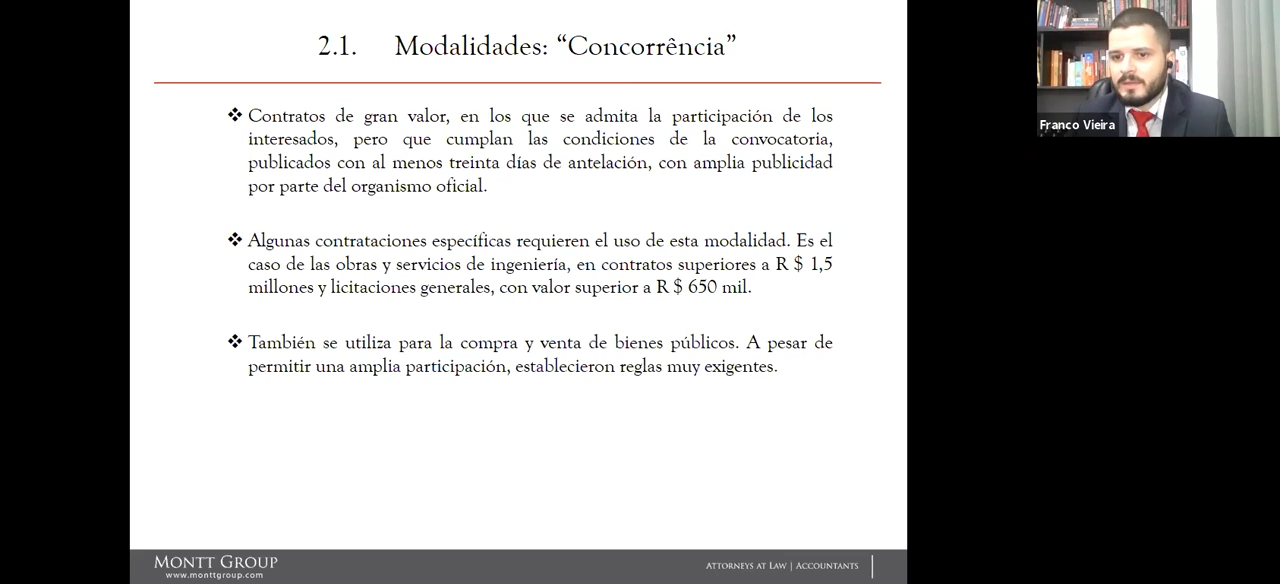 2.1. Modalidades: “Concorrência”
❖ Contratos de gran valor, en los que se admita la participación de los
interesados, pero que cumplan las condiciones de la convocatoria,
publicados con al menos treinta días de antelación, con amplia publicidad
por parte del organismo oficial.
❖ Algunas contrataciones específicas requieren el uso de esta modalidad. Es el
caso de las obras y servicios de ingeniería, en contratos superiores a R $ 1,5
millones y licitaciones generales, con valor superior a R $ 650 mil.
❖ También se utiliza para la compra y venta de bienes públicos. A pesar de
permitir una amplia participación, establecieron reglas muy exigentes.
Franco Vieira
MONTT GROUP
www.monttgroup.com
ATTORNEYS AT LAW | ACCOUNTANTS